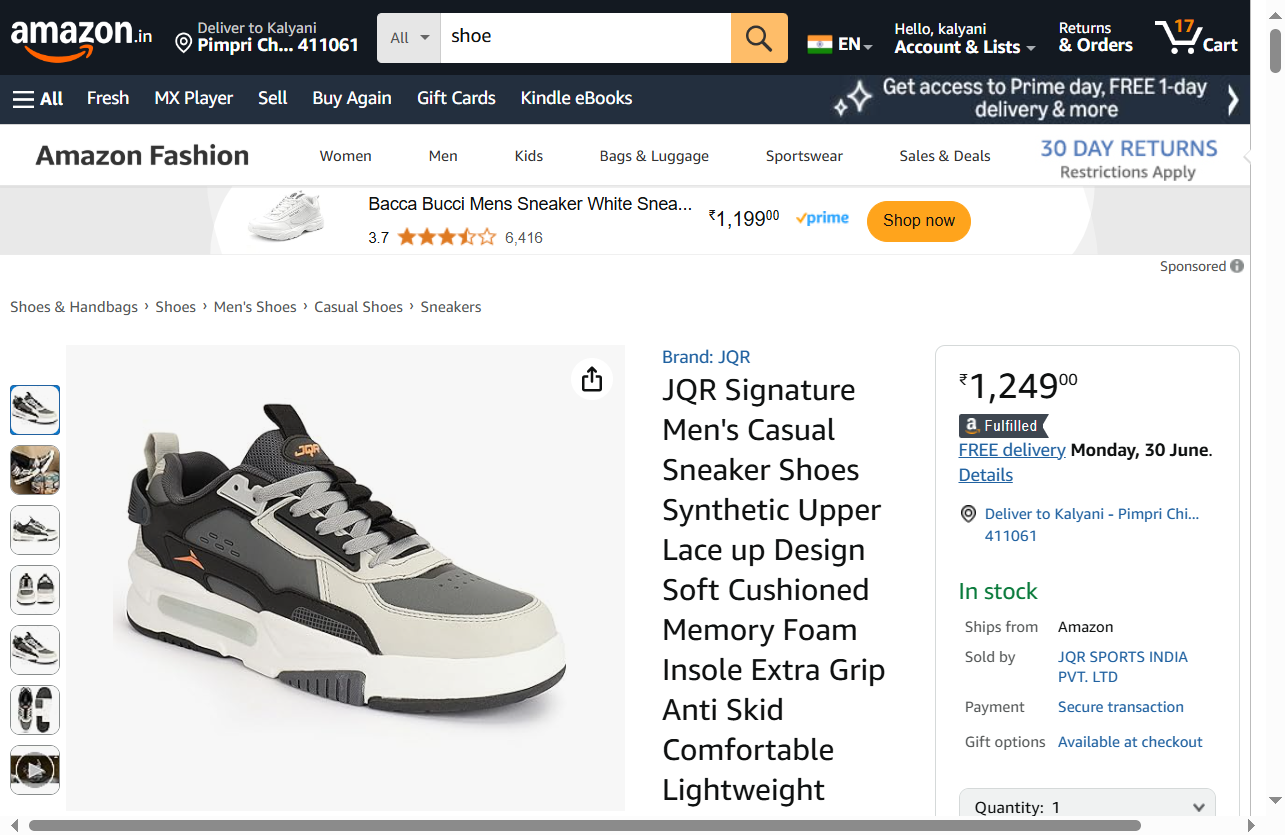 amazon.in
Deliver to Kalyani
Pimpri Ch... 411061
All
shoe
EN
Hello, kalyani
Account & Lists
Returns
& Orders
17
Cart
All
Fresh
MX Player
Sell
Buy Again
Gift Cards
Kindle eBooks
Get access to Prime day, FREE 1-day
delivery & more
Amazon Fashion
Women
Men
Kids
Bags & Luggage
Sportswear
Sales & Deals
30 DAY RETURNS
Restrictions Apply
Bacca Bucci Mens Sneaker White Snea...
3.7
6,416
₹1,19900
prime
Shop now
Sponsored
Shoes & Handbags › Shoes › Men's Shoes › Casual Shoes › Sneakers
JQR
Brand: JQR
JQR Signature
Men's Casual
Sneaker Shoes
Synthetic Upper
Lace up Design
Soft Cushioned
Memory Foam
Insole Extra Grip
Anti Skid
Comfortable
Lightweight
₹1,24900
a Fulfilled
FREE delivery Monday, 30 June.
Details
Deliver to Kalyani - Pimpri Chi...
411061
In stock
Ships from Amazon
Sold by JQR SPORTS INDIA
PVT. LTD
Payment Secure transaction
Gift options Available at checkout
Quantity: 1